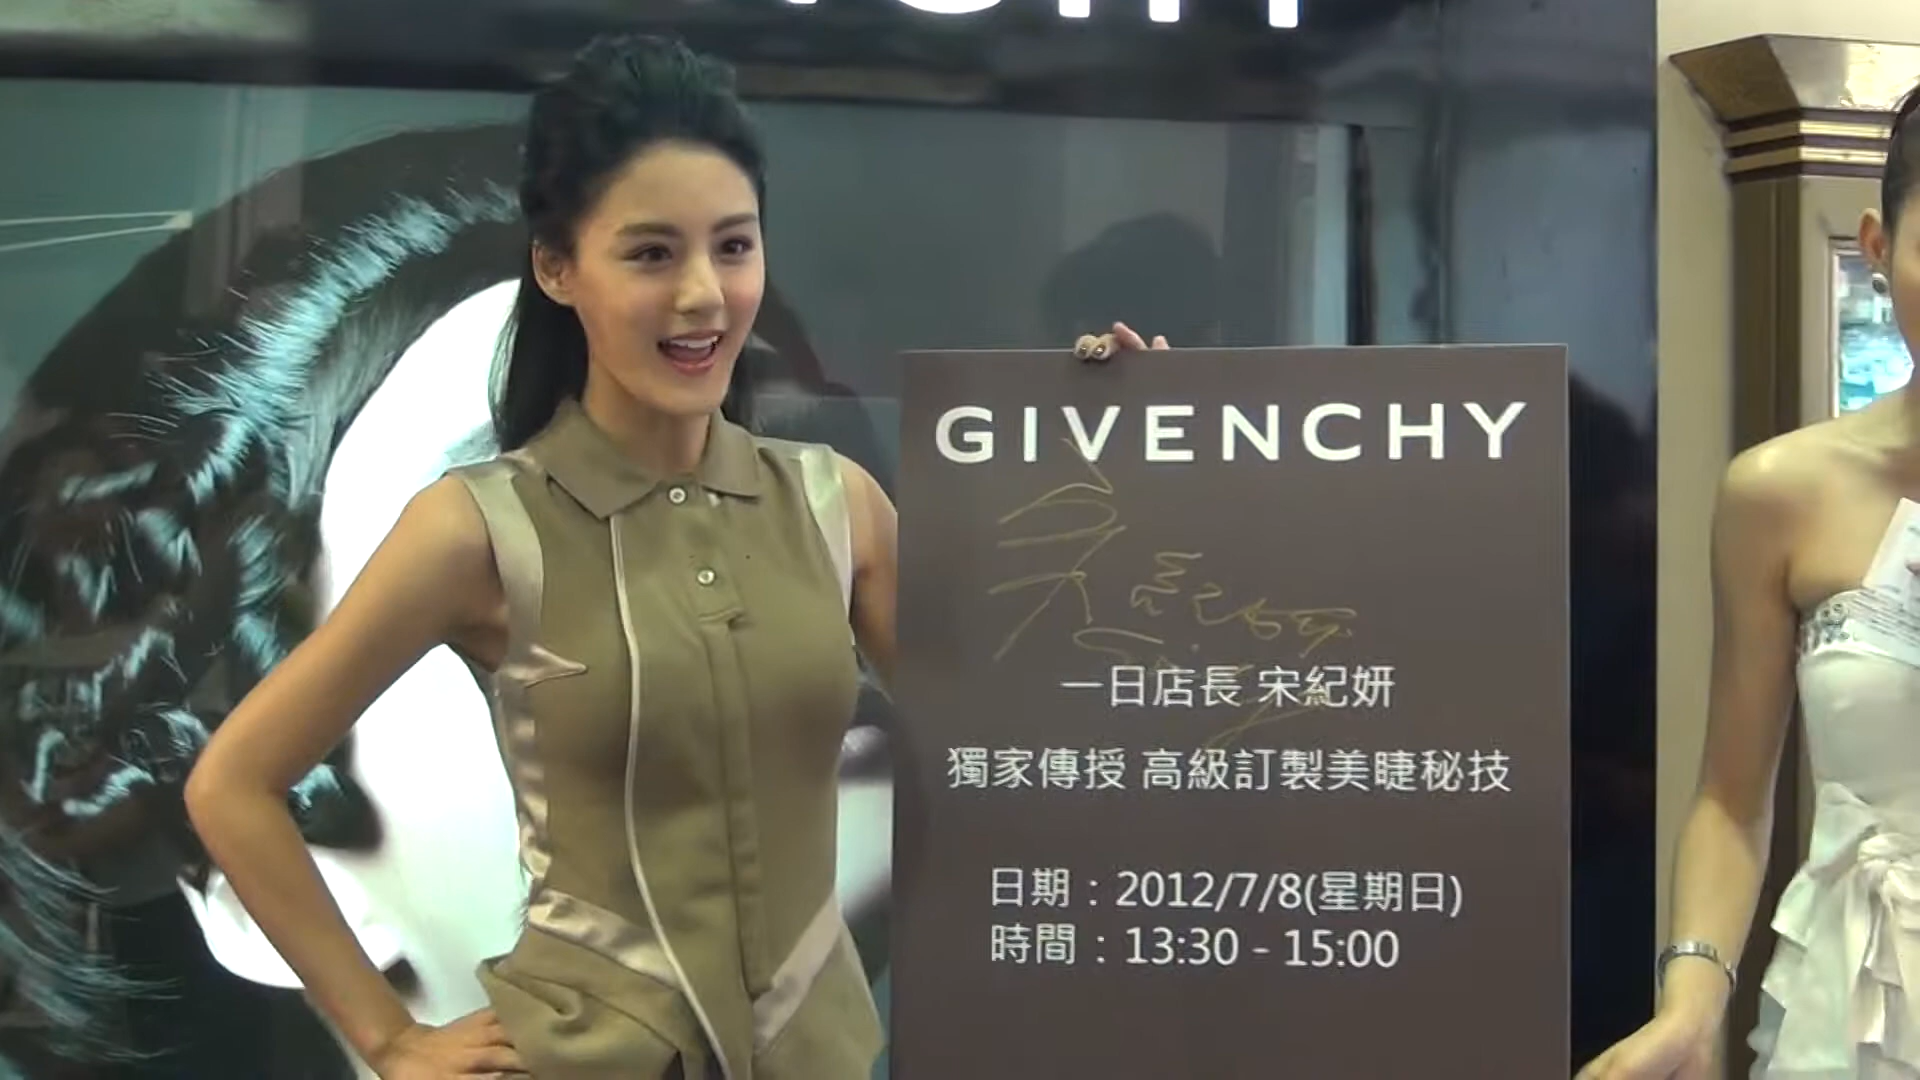 GIVENCHY
一日店長 宋紀妍
獨家傳授 高級訂製美睫秘技
日期：2012/7/8(星期日)
時間：13:30 - 15:00